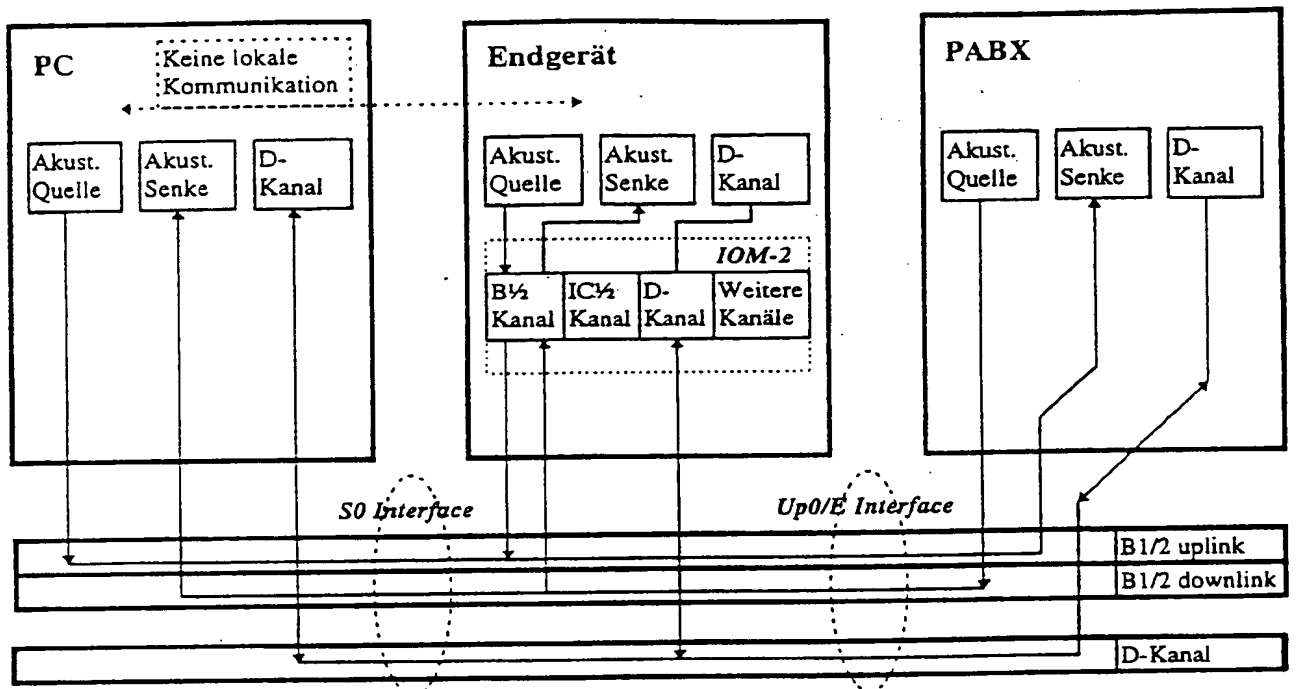 PC
Keine lokale
Kommunikation
Akust.
Quelle
Akust.
Senke
D-
Kanal
Endgerät
Akust.
Quelle
Akust.
Senke
D-
Kanal
IOM-2
B½
Kanal
IC½
Kanal
D-
Kanal
Weitere
Kanäle
PABX
Akust.
Quelle
Akust.
Senke
D-
Kanal
S0 Interface
Up0/E Interface
B1/2 uplink
B1/2 downlink
D-Kanal